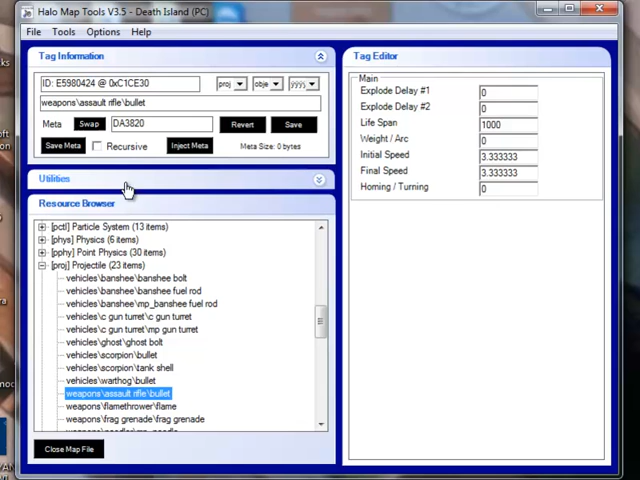 Halo Map Tools V3.5 - Death Island (PC)
File Tools Options Help
Tag Information
ID: E5980424 @ 0xC1CE30
proj obje ÿÿÿÿ
weapons\assault rifle\bullet
Meta Swap DA3820 Revert Save
Save Meta Recursive Inject Meta Meta Size: 0 bytes
Utilities
Resource Browser
[pctl] Particle System (13 items)
[phys] Physics (6 items)
[pphy] Point Physics (30 items)
[proj] Projectile (23 items)
vehicles\banshee\banshee bolt
vehicles\banshee\banshee fuel rod
vehicles\banshee\mp_banshee fuel rod
vehicles\c gun turret\c gun turret
vehicles\c gun turret\mp gun turret
vehicles\ghost\ghost bolt
vehicles\scorpion\bullet
vehicles\scorpion\tank shell
vehicles\warthog\bullet
weapons\assault rifle\bullet
weapons\flamethrower\flame
weapons\frag grenade\frag grenade
Close Map File
Tag Editor
Main
Explode Delay #1 0
Explode Delay #2 0
Life Span 1000
Weight / Arc 0
Initial Speed 3.333333
Final Speed 3.333333
Homing / Turning 0